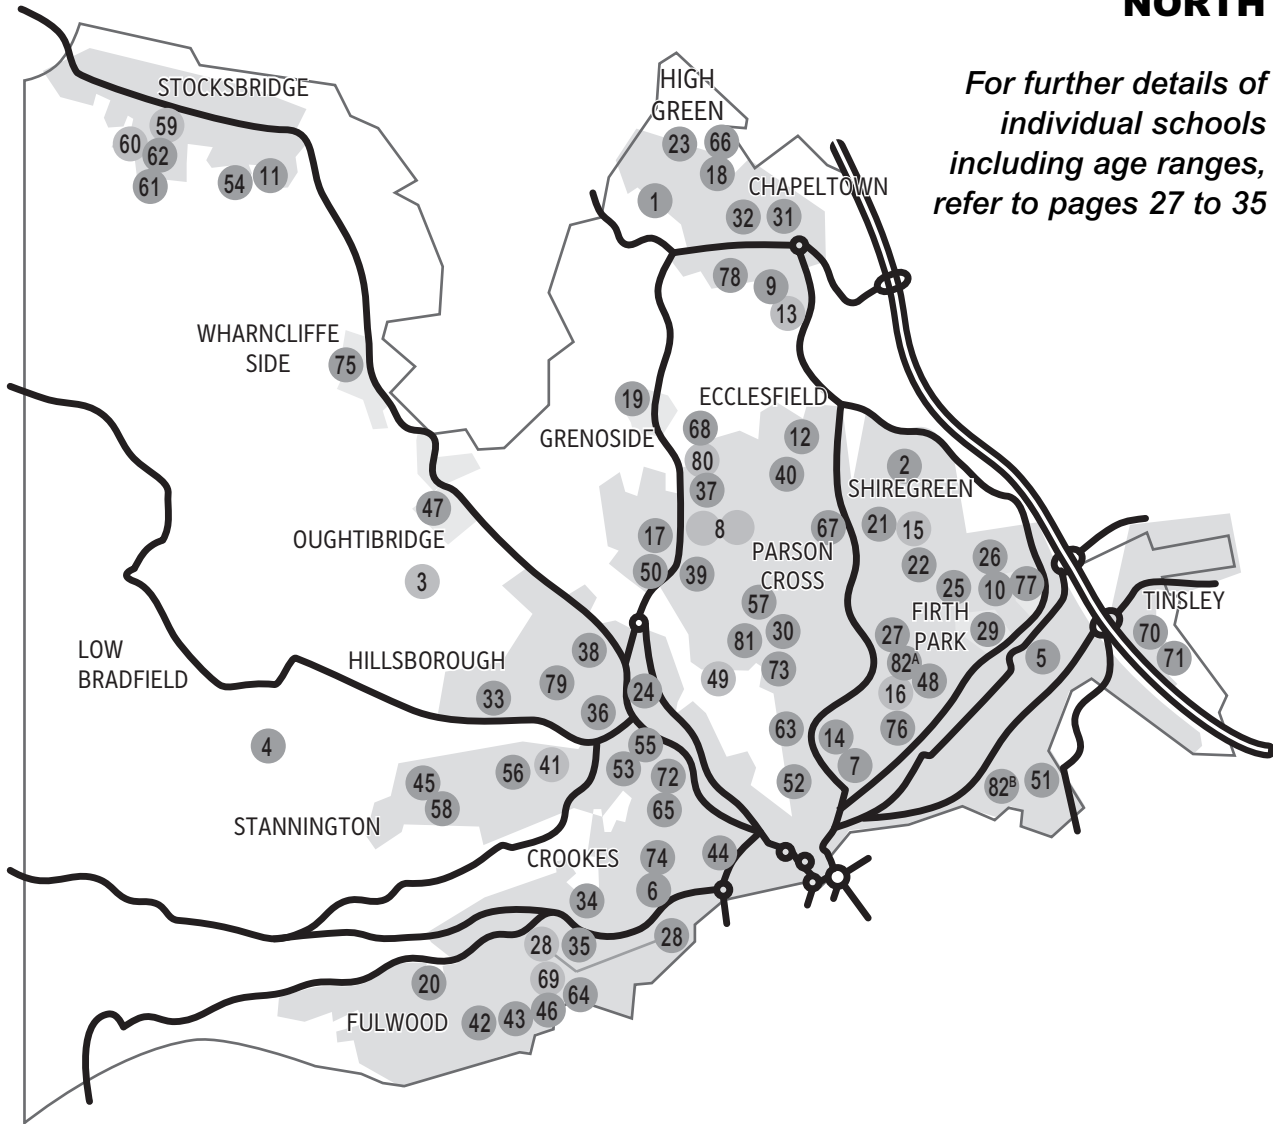 NORTH
For further details of
individual schools
including age ranges,
refer to pages 27 to 35
STOCKSBRIDGE
59
60
62
61
54
11
HIGH
GREEN
23
66
18
CHAPELTOWN
1
32
31
78
9
13
WHARNCLIFFE
SIDE
75
19
GRENOSIDE
ECCLESFIELD
68
12
80
40
37
2
SHIREGREEN
47
OUGHTIBRIDGE
3
17
8
67
21
15
PARSON
CROSS
50
39
22
26
25
10
77
TINSLEY
57
FIRTH
PARK
29
27
81
30
70
71
5
82A
48
16
49
73
LOW
BRADFIELD
HILLSBOROUGH
38
79
33
36
24
4
63
14
76
7
55
53
72
65
52
82B
51
45
58
56
41
STANNINGTON
CROOKES
74
44
6
34
28
35
28
20
69
64
FULWOOD
42
43
46